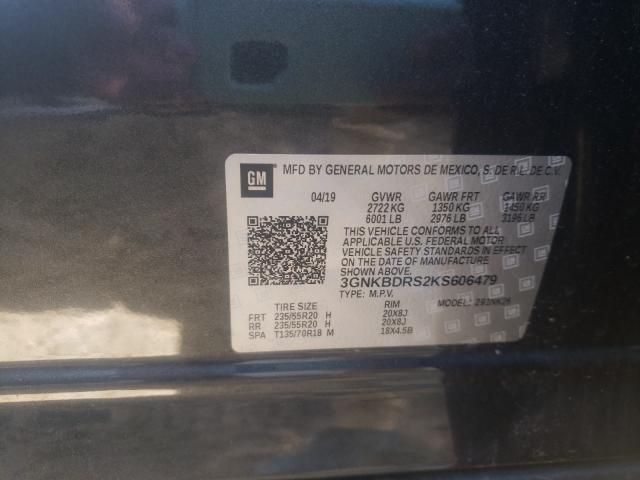 GM MFD BY GENERAL MOTORS DE MEXICO, S. DE R.L. DE C.V.
04/19 GVWR GAWR FRT GAWR RR
2722 KG 1350 KG 1450 KG
6001 LB 2976 LB 3196 LB
THIS VEHICLE CONFORMS TO ALL
APPLICABLE U.S. FEDERAL MOTOR
VEHICLE SAFETY STANDARDS IN EFFECT
ON THE DATE OF MANUFACTURE
SHOWN ABOVE.
3GNKBDRS2KS606479
TYPE: M.P.V. MODEL: 293NK26
TIRE SIZE RIM
FRT 235/55R20 H 20X8J
RR 235/55R20 H 20X8J
SPA T135/70R18 M 18X4.5B